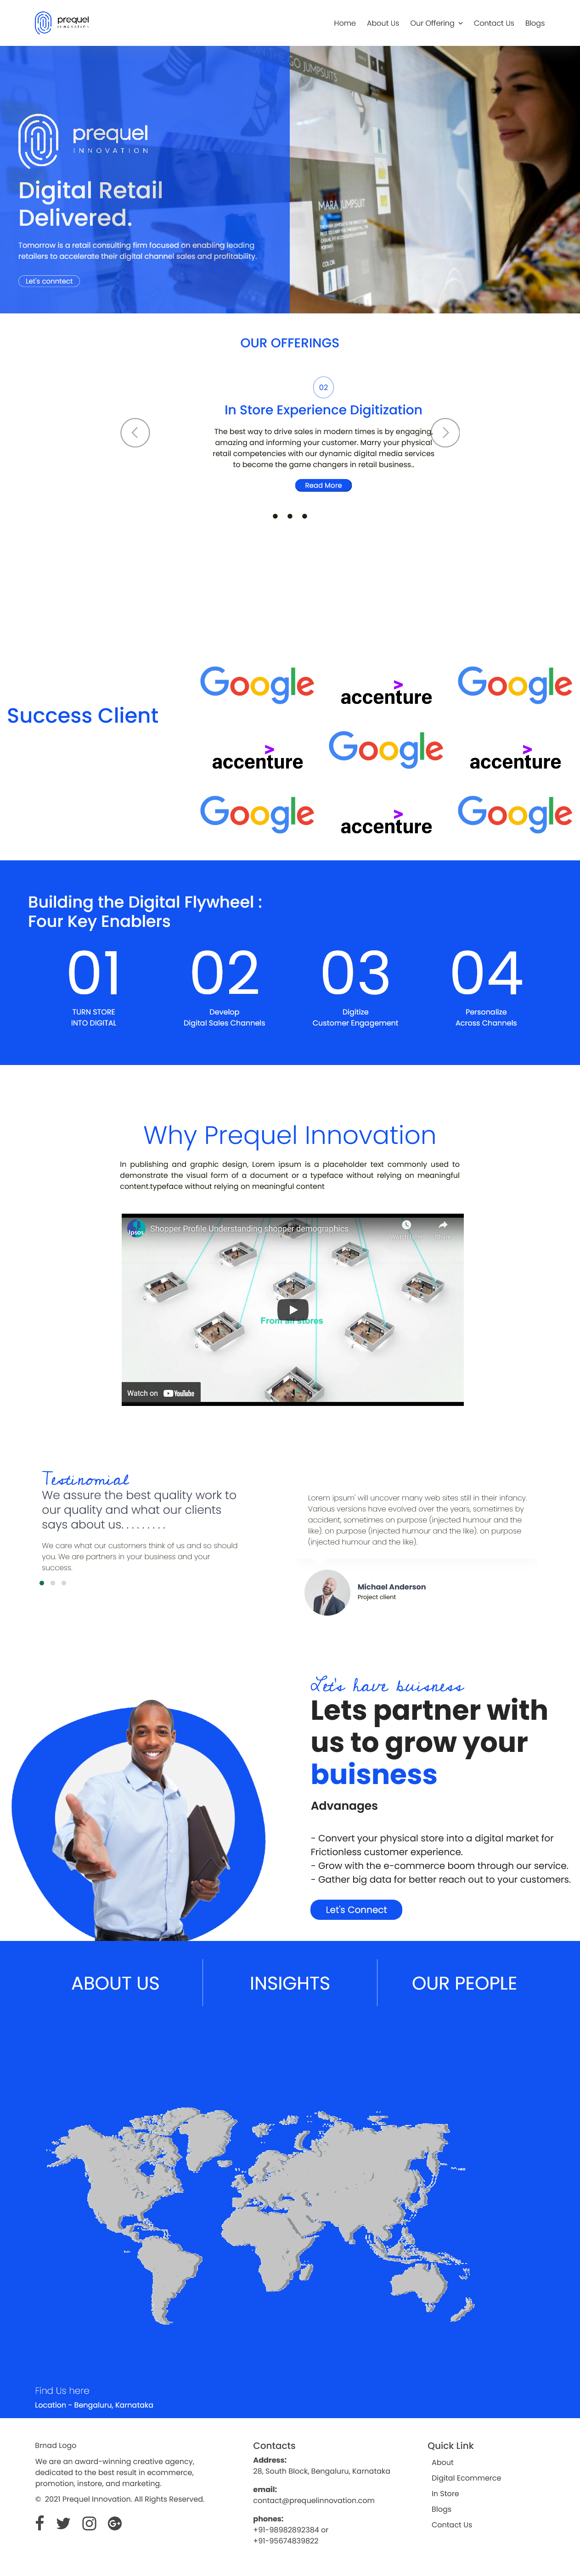 prequel
INNOVATION
Home About Us Our Offering Contact Us Blogs
GO JUMPSUITS
MARA JUMPSUIT
COLOR
prequel
INNOVATION
Digital Retail
Delivered.
Tomorrow is a retail consulting firm focused on enabling leading
retailers to accelerate their digital channel sales and profitability.
Let's conntect
OUR OFFERINGS
02
In Store Experience Digitization
The best way to drive sales in modern times is by engaging,
amazing and informing your customer. Marry your physical
retail competencies with our dynamic digital media services
to become the game changers in retail business..
Read More
Google accenture Google
Success Client
accenture Google accenture
Google accenture Google
Building the Digital Flywheel :
Four Key Enablers
01 02 03 04
TURN STORE Develop Digitize Personalize
INTO DIGITAL Digital Sales Channels Customer Engagement Across Channels
Why Prequel Innovation
In publishing and graphic design, Lorem ipsum is a placeholder text commonly used to
demonstrate the visual form of a document or a typeface without relying on meaningful
content.typeface without relying on meaningful content
Ipsos
Shopper Profile Understanding shopper demographics
From all stores
Watch on YouTube
Testinomial
We assure the best quality work to
our quality and what our clients
says about us. . . . . . . . .
We care what our customers think of us and so should
you. We are partners in your business and your
success.
Lorem ipsum' will uncover many web sites still in their infancy.
Various versions have evolved over the years, sometimes by
accident, sometimes on purpose (injected humour and the
like). on purpose (injected humour and the like). on purpose
(injected humour and the like).
Michael Anderson
Project client
Let's have buisness
Lets partner with
us to grow your
buisness
Advanages
- Convert your physical store into a digital market for
Frictionless customer experience.
- Grow with the e-commerce boom through our service.
- Gather big data for better reach out to your customers.
Let's Connect
ABOUT US INSIGHTS OUR PEOPLE
Find Us here
Location - Bengaluru, Karnataka
Brnad Logo
We are an award-winning creative agency,
dedicated to the best result in ecommerce,
promotion, instore, and marketing.
© 2021 Prequel Innovation. All Rights Reserved.
Contacts
Address:
28, South Block, Bengaluru, Karnataka
email:
contact@prequelinnovation.com
phones:
+91-98982892384 or
+91-95674839822
Quick Link
About
Digital Ecommerce
In Store
Blogs
Contact Us